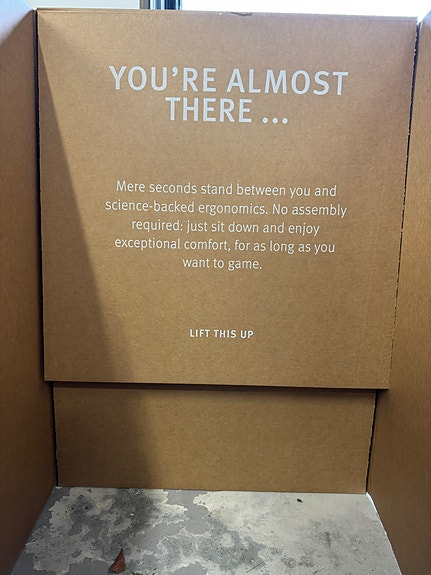 YOU'RE ALMOST
THERE ...
Mere seconds stand between you and
science-backed ergonomics. No assembly
required: just sit down and enjoy
exceptional comfort, for as long as you
want to game.
LIFT THIS UP